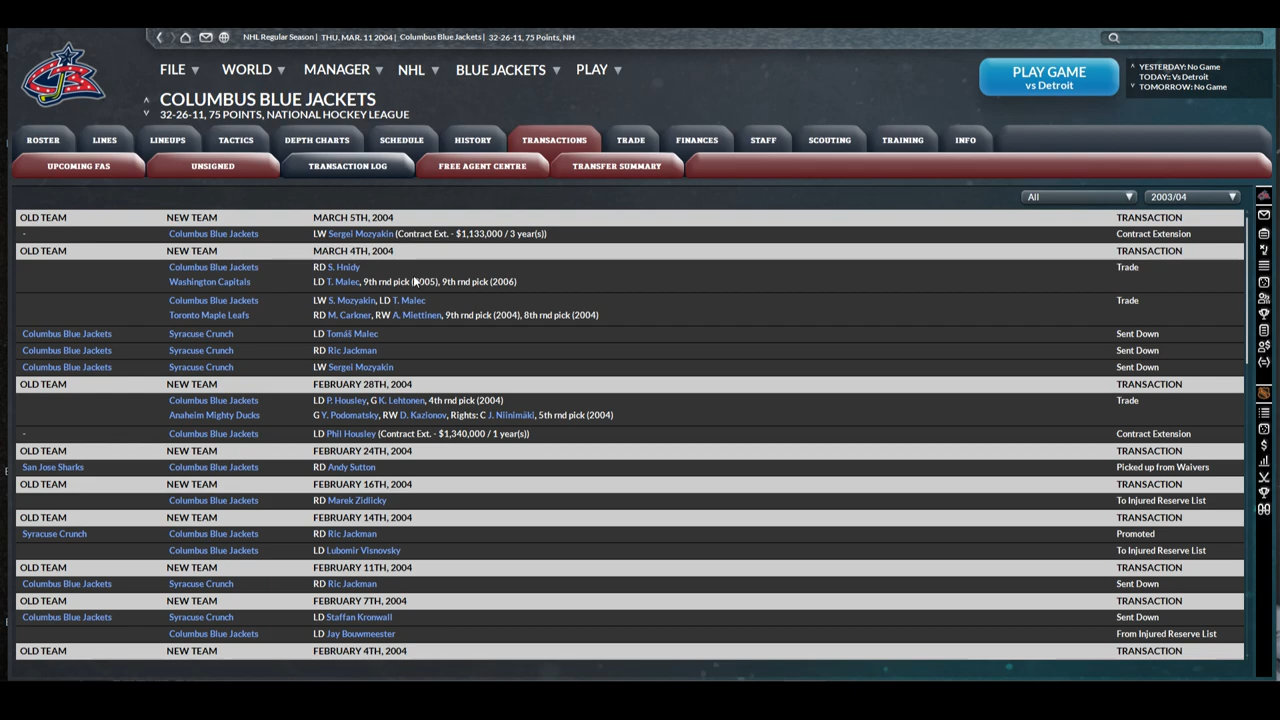 NHL Regular Season | THU. MAR. 11 2004 | Columbus Blue Jackets | 32-26-11, 75 Points, NH
FILE WORLD MANAGER NHL BLUE JACKETS PLAY
PLAY GAME
vs Detroit
YESTERDAY: No Game
TODAY:: Vs Detroit
TOMORROW: No Game
COLUMBUS BLUE JACKETS
32-26-11, 75 POINTS, NATIONAL HOCKEY LEAGUE
ROSTER LINES LINEUPS TACTICS DEPTH CHARTS SCHEDULE HISTORY TRANSACTIONS TRADE FINANCES STAFF SCOUTING TRAINING INFO
UPCOMING FAS UNSIGNED TRANSACTION LOG FREE AGENT CENTRE TRANSFER SUMMARY
All 2003/04
OLD TEAM NEW TEAM MARCH 5TH, 2004 TRANSACTION
- Columbus Blue Jackets LW Sergei Mozyakin (Contract Ext. - $1,133,000 / 3 year(s)) Contract Extension
OLD TEAM NEW TEAM MARCH 4TH, 2004 TRANSACTION
Columbus Blue Jackets RD S. Hnidy Trade
Washington Capitals LD T. Malec, 9th rnd pick (2005), 9th rnd pick (2006)
Columbus Blue Jackets LW S. Mozyakin, LD T. Malec Trade
Toronto Maple Leafs RD M. Carkner, RW A. Miettinen, 9th rnd pick (2004), 8th rnd pick (2004)
Columbus Blue Jackets Syracuse Crunch LD Tomáš Malec Sent Down
Columbus Blue Jackets Syracuse Crunch RD Ric Jackman Sent Down
Columbus Blue Jackets Syracuse Crunch LW Sergei Mozyakin Sent Down
OLD TEAM NEW TEAM FEBRUARY 28TH, 2004 TRANSACTION
Columbus Blue Jackets LD P. Housley, G K. Lehtonen, 4th rnd pick (2004) Trade
Anaheim Mighty Ducks G Y. Podomatsky, RW D. Kazionov, Rights: C J. Niinimäki, 5th rnd pick (2004)
- Columbus Blue Jackets LD Phil Housley (Contract Ext. - $1,340,000 / 1 year(s)) Contract Extension
OLD TEAM NEW TEAM FEBRUARY 24TH, 2004 TRANSACTION
San Jose Sharks Columbus Blue Jackets RD Andy Sutton Picked up from Waivers
OLD TEAM NEW TEAM FEBRUARY 16TH, 2004 TRANSACTION
Columbus Blue Jackets RD Marek Zidlicky To Injured Reserve List
OLD TEAM NEW TEAM FEBRUARY 14TH, 2004 TRANSACTION
Syracuse Crunch Columbus Blue Jackets RD Ric Jackman Promoted
Columbus Blue Jackets LD Lubomir Visnovsky To Injured Reserve List
OLD TEAM NEW TEAM FEBRUARY 11TH, 2004 TRANSACTION
Columbus Blue Jackets Syracuse Crunch RD Ric Jackman Sent Down
OLD TEAM NEW TEAM FEBRUARY 7TH, 2004 TRANSACTION
Columbus Blue Jackets Syracuse Crunch LD Staffan Kronwall Sent Down
Columbus Blue Jackets LD Jay Bouwmeester From Injured Reserve List
OLD TEAM NEW TEAM FEBRUARY 4TH, 2004 TRANSACTION